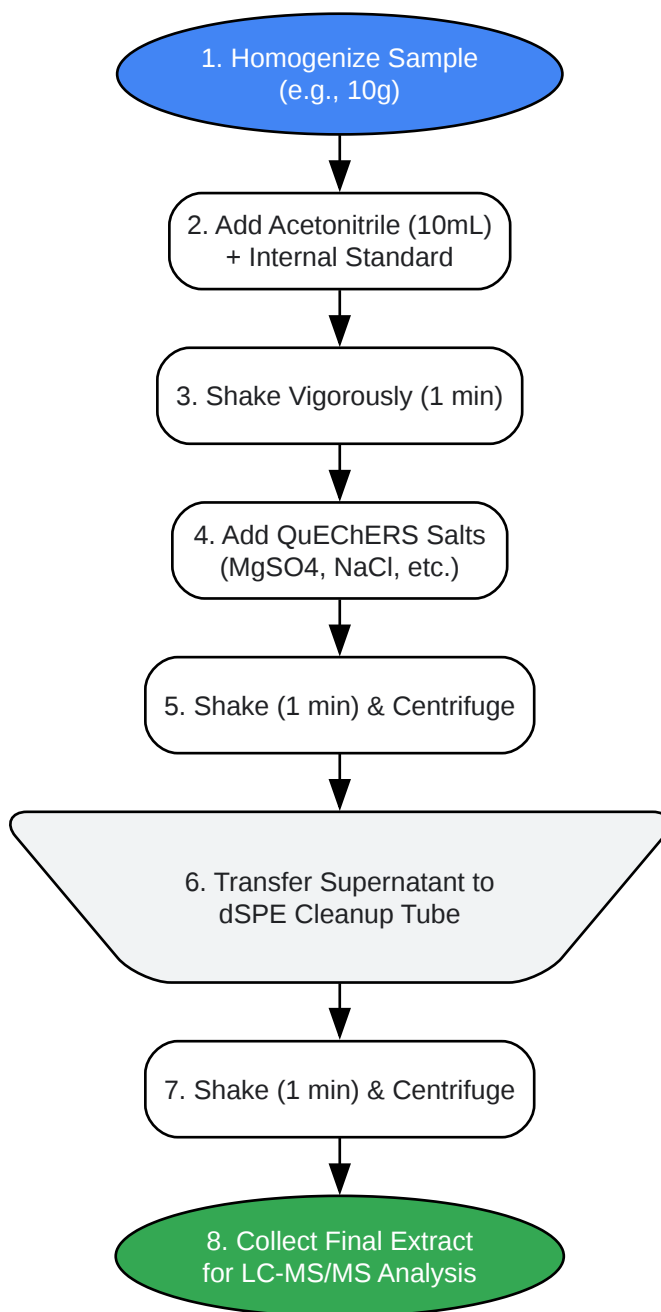 1. Homogenize Sample
(e.g., 10g)
2. Add Acetonitrile (10mL)
+ Internal Standard
3. Shake Vigorously (1 min)
4. Add QuEChERS Salts
(MgSO4, NaCl, etc.)
5. Shake (1 min) & Centrifuge
6. Transfer Supernatant to
dSPE Cleanup Tube
7. Shake (1 min) & Centrifuge
8. Collect Final Extract
for LC-MS/MS Analysis